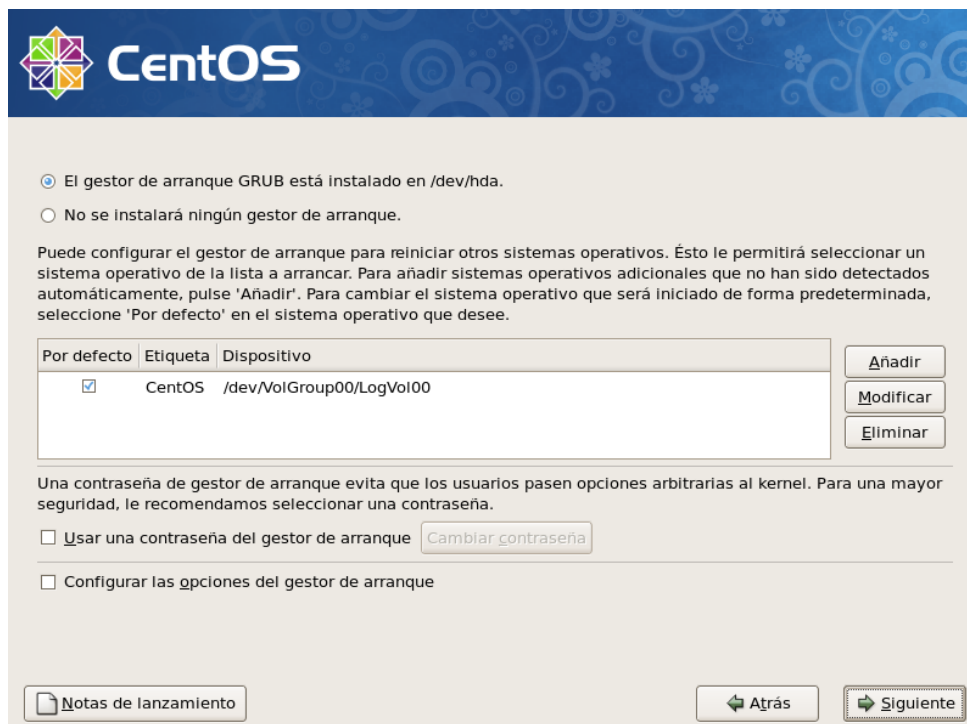 CentOS
El gestor de arranque GRUB está instalado en /dev/hda.
No se instalará ningún gestor de arranque.
Puede configurar el gestor de arranque para reiniciar otros sistemas operativos. Ésto le permitirá seleccionar un
sistema operativo de la lista a arrancar. Para añadir sistemas operativos adicionales que no han sido detectados
automáticamente, pulse 'Añadir'. Para cambiar el sistema operativo que será iniciado de forma predeterminada,
seleccione 'Por defecto' en el sistema operativo que desee.
Por defecto Etiqueta Dispositivo
CentOS /dev/VolGroup00/LogVol00
Añadir
Modificar
Eliminar
Una contraseña de gestor de arranque evita que los usuarios pasen opciones arbitrarias al kernel. Para una mayor
seguridad, le recomendamos seleccionar una contraseña.
Usar una contraseña del gestor de arranque Cambiar contraseña
Configurar las opciones del gestor de arranque
Notas de lanzamiento Atrás Siguiente